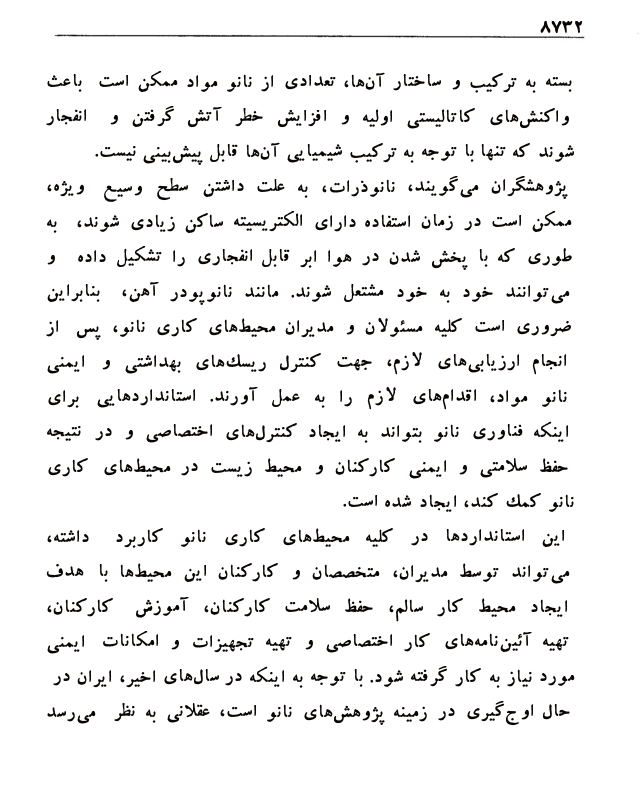 ۸۷۳۲
بسته به ترکیب و ساختار آن‌ها، تعدادی از نانو مواد ممکن است باعث
واکنش‌های کاتالیستی اولیه و افزایش خطر آتش گرفتن و انفجار
شوند که تنها با توجه به ترکیب شیمیایی آن‌ها قابل پیش‌بینی نیست.
پژوهشگران می‌گویند، نانوذرات، به علت داشتن سطح وسیع ویژه،
ممکن است در زمان استفاده دارای الکتریسیته ساکن زیادی شوند، به
طوری که با پخش شدن در هوا ابر قابل انفجاری را تشکیل داده و
می‌توانند خود به خود مشتعل شوند. مانند نانوپودر آهن، بنابراین
ضروری است کلیه مسئولان و مدیران محیط‌های کاری نانو، پس از
انجام ارزیابی‌های لازم، جهت کنترل ریسك‌های بهداشتی و ایمنی
نانو مواد، اقدام‌های لازم را به عمل آورند. استانداردهایی برای
اینکه فناوری نانو بتواند به ایجاد کنترل‌های اختصاصی و در نتیجه
حفظ سلامتی و ایمنی کارکنان و محیط زیست در محیط‌های کاری
نانو کمك کند، ایجاد شده است.
این استانداردها در کلیه محیط‌های کاری نانو کاربرد داشته،
می‌تواند توسط مدیران، متخصصان و کارکنان این محیط‌ها با هدف
ایجاد محیط کار سالم، حفظ سلامت کارکنان، آموزش کارکنان،
تهیه آئین‌نامه‌های کار اختصاصی و تهیه تجهیزات و امکانات ایمنی
مورد نیاز به کار گرفته شود. با توجه به اینکه در سال‌های اخیر، ایران در
حال اوج‌گیری در زمینه پژوهش‌های نانو است، عقلانی به نظر می‌رسد